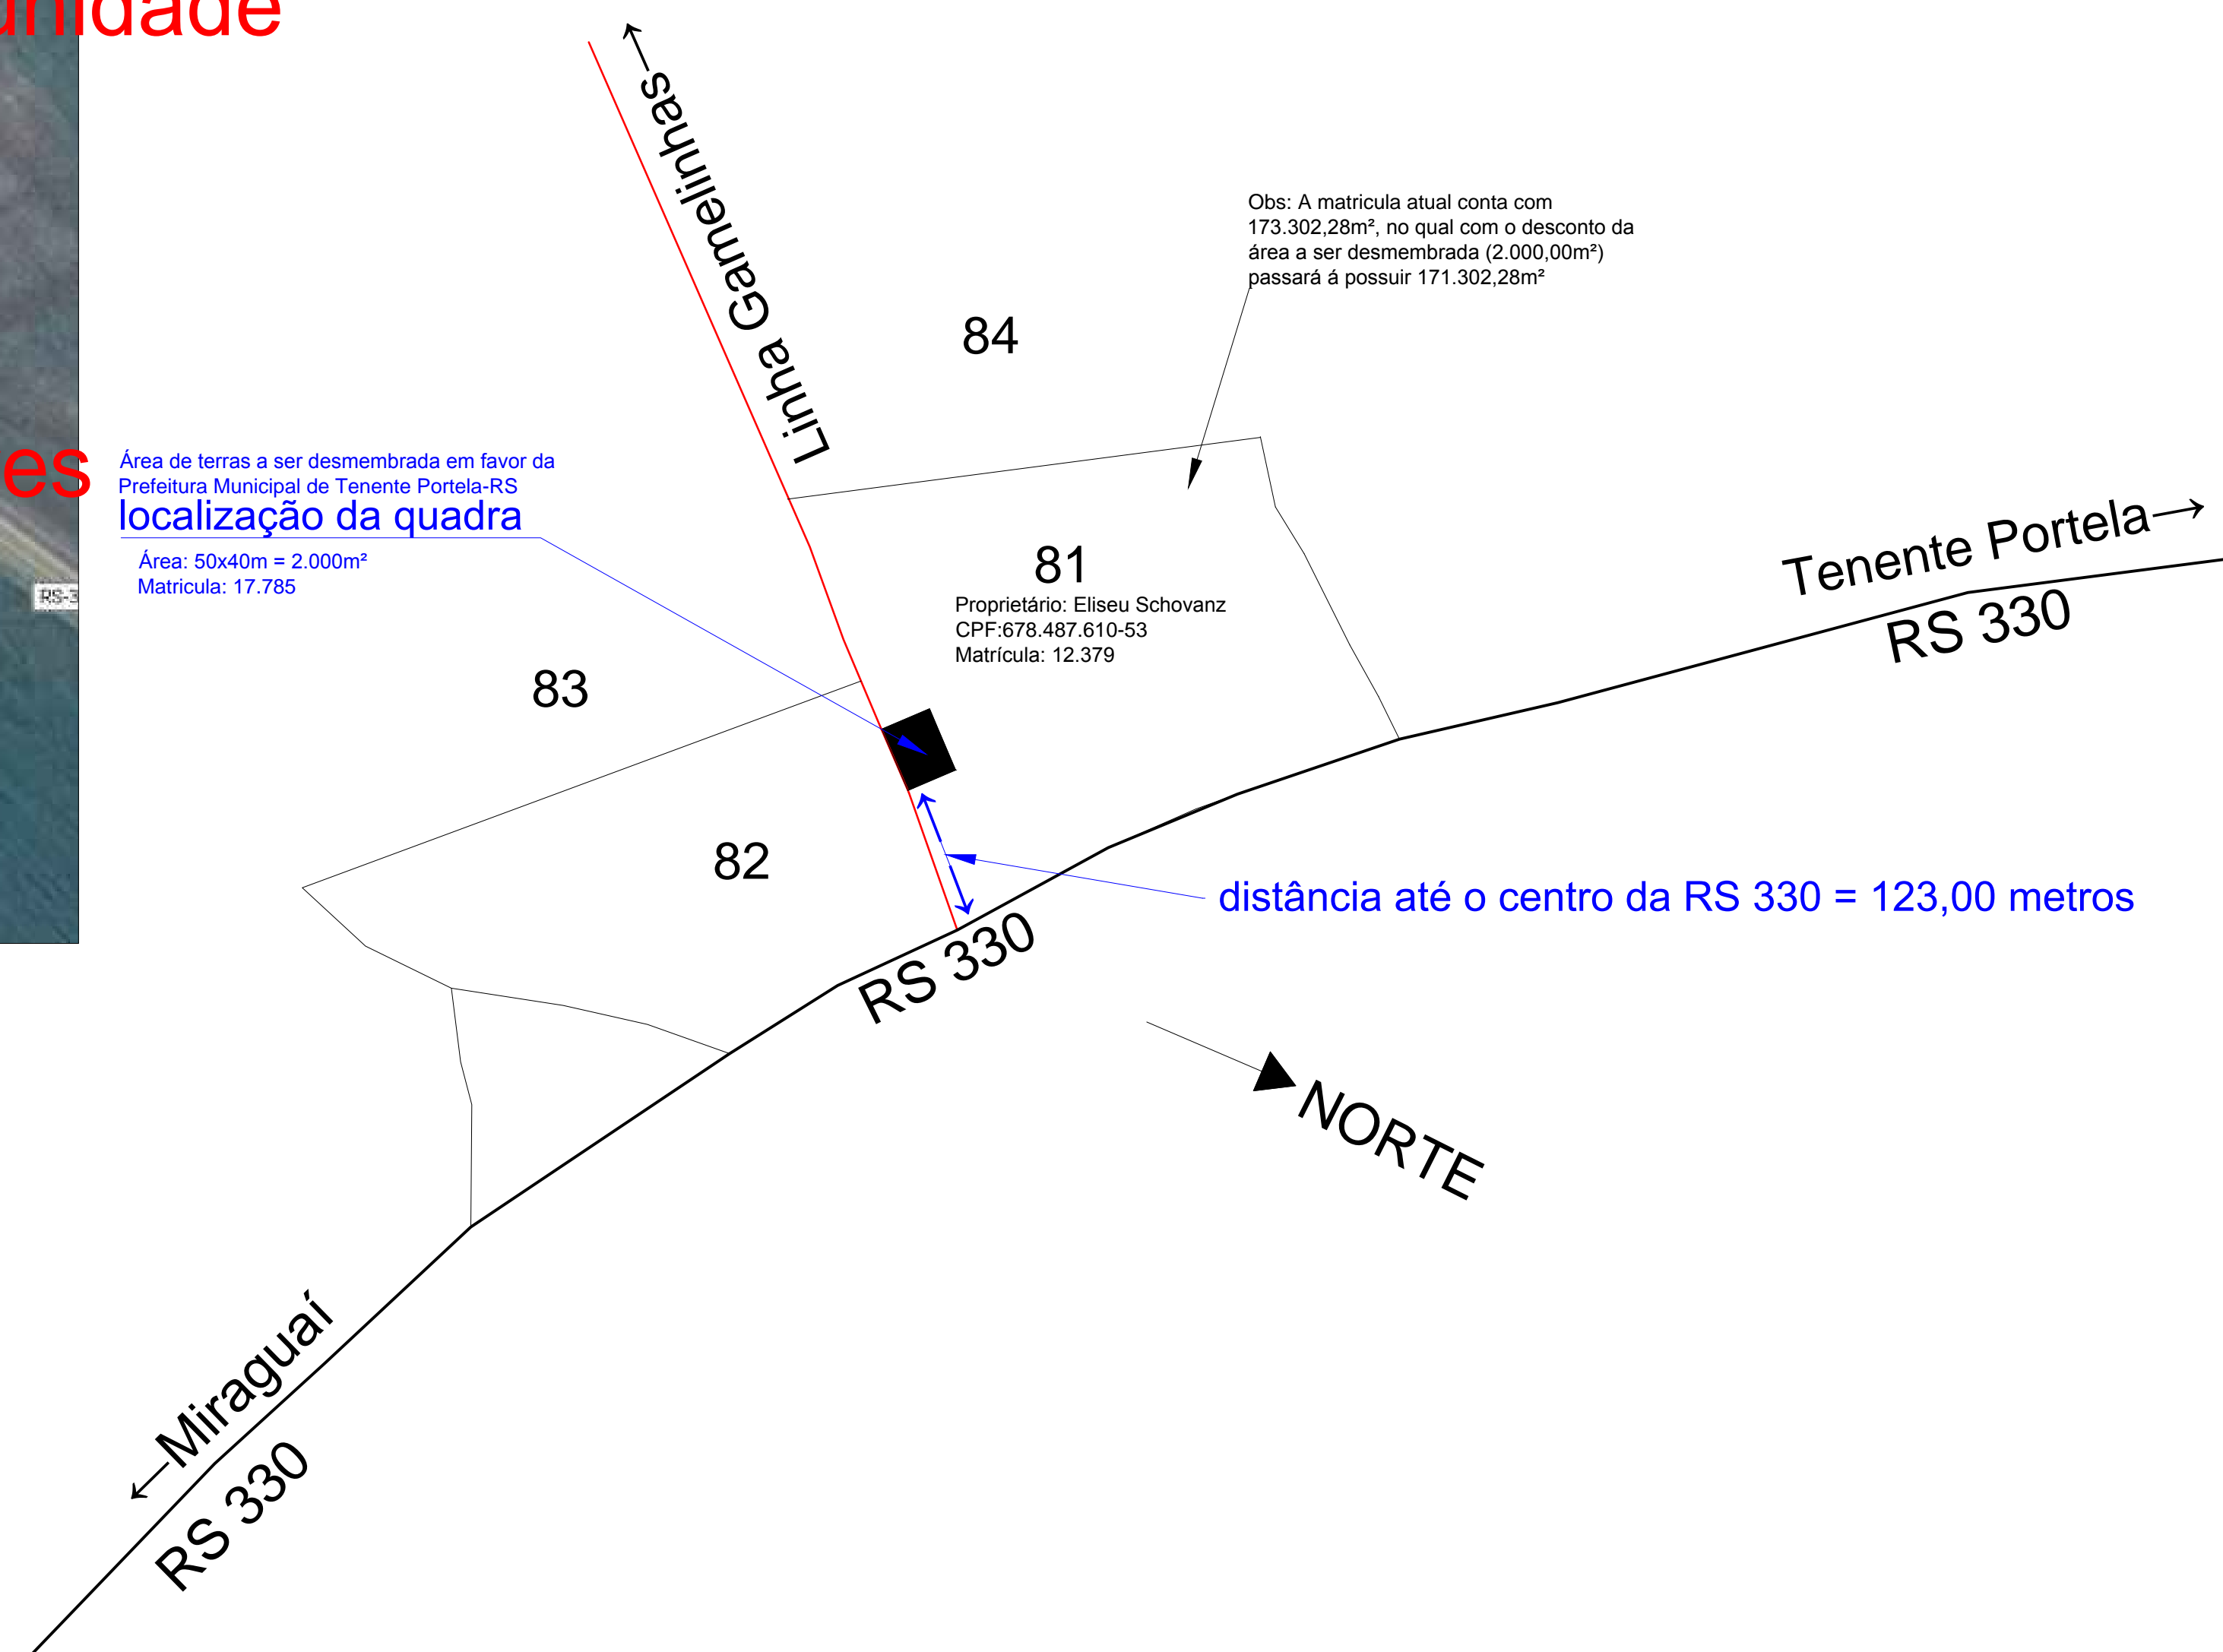 unidade
es
←Linha Gamelinhas
Obs: A matricula atual conta com
173.302,28m², no qual com o desconto da
área a ser desmembrada (2.000,00m²)
passará á possuir 171.302,28m²
84
Área de terras a ser desmembrada em favor da
Prefeitura Municipal de Tenente Portela-RS
localização da quadra
Área: 50x40m = 2.000m²
Matricula: 17.785
RS-3
81
Proprietário: Eliseu Schovanz
CPF:678.487.610-53
Matrícula: 12.379
Tenente Portela→
RS 330
83
82
distância até o centro da RS 330 = 123,00 metros
RS 330
NORTE
←Miraguaí
RS 330